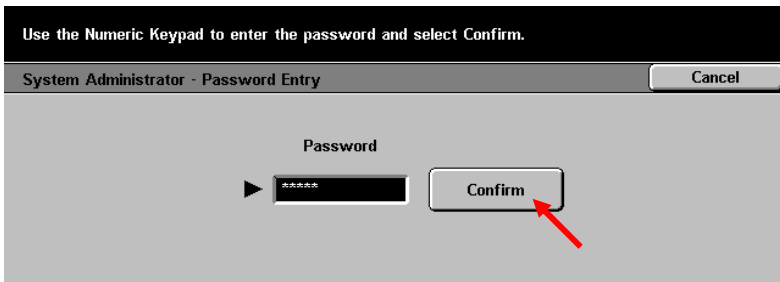 Use the Numeric Keypad to enter the password and select Confirm.
System Administrator - Password Entry
Cancel
Password
*****
Confirm